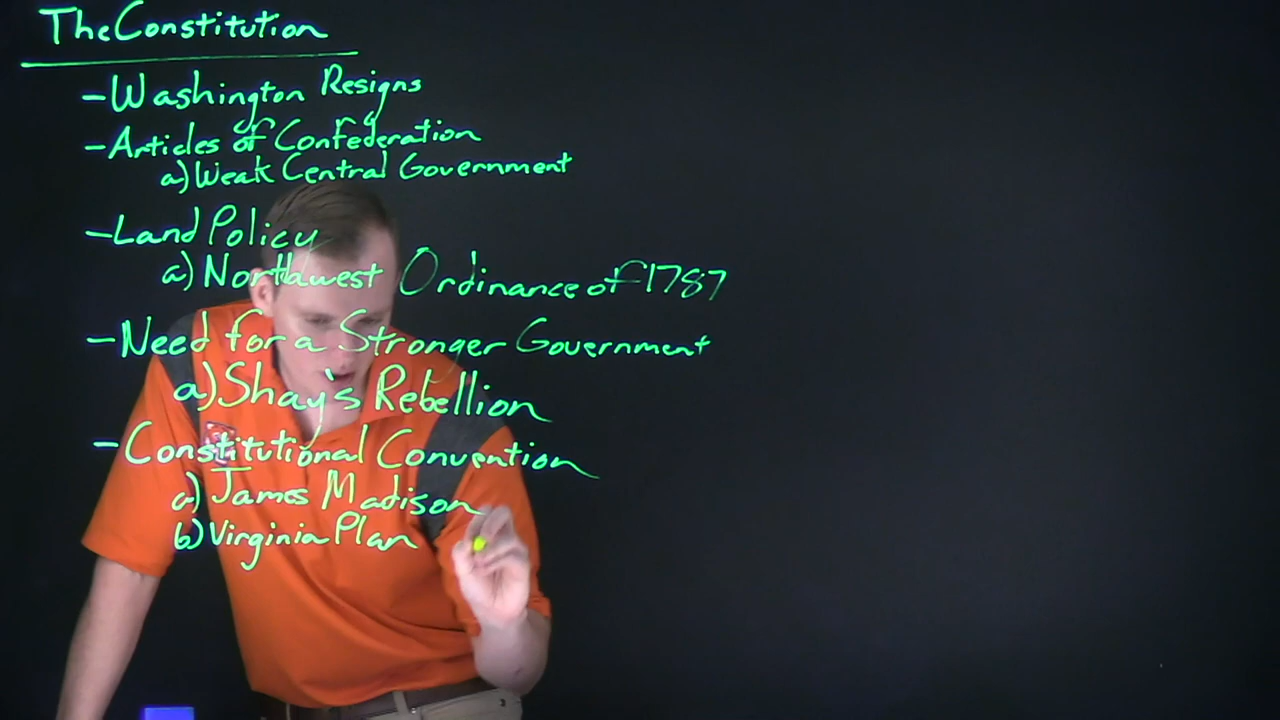 The Constitution
- Washington Resigns
- Articles of Confederation
a) Weak Central Government
- Land Policy
a) Northwest Ordinance of 1787
- Need for a Stronger Government
a) Shay's Rebellion
- Constitutional Convention
a) James Madison
b) Virginia Plan